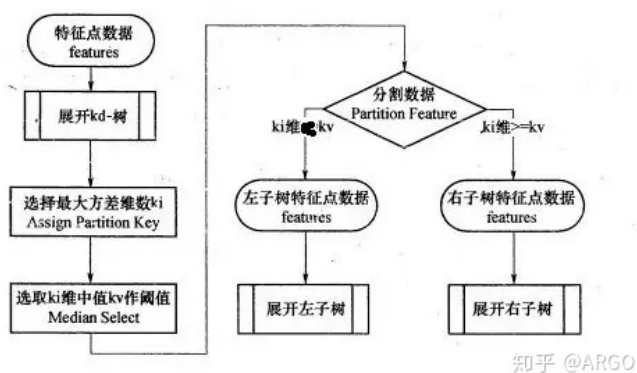 特征点数据
features
展开kd-树
选择最大方差维数ki
Assign Partition Key
选取ki维中值kv作阈值
Median Select
分割数据
Partition Feature
ki维 kv
ki维>=kv
左子树特征点数据
features
右子树特征点数据
features
展开左子树
展开右子树
知乎 @ARGO